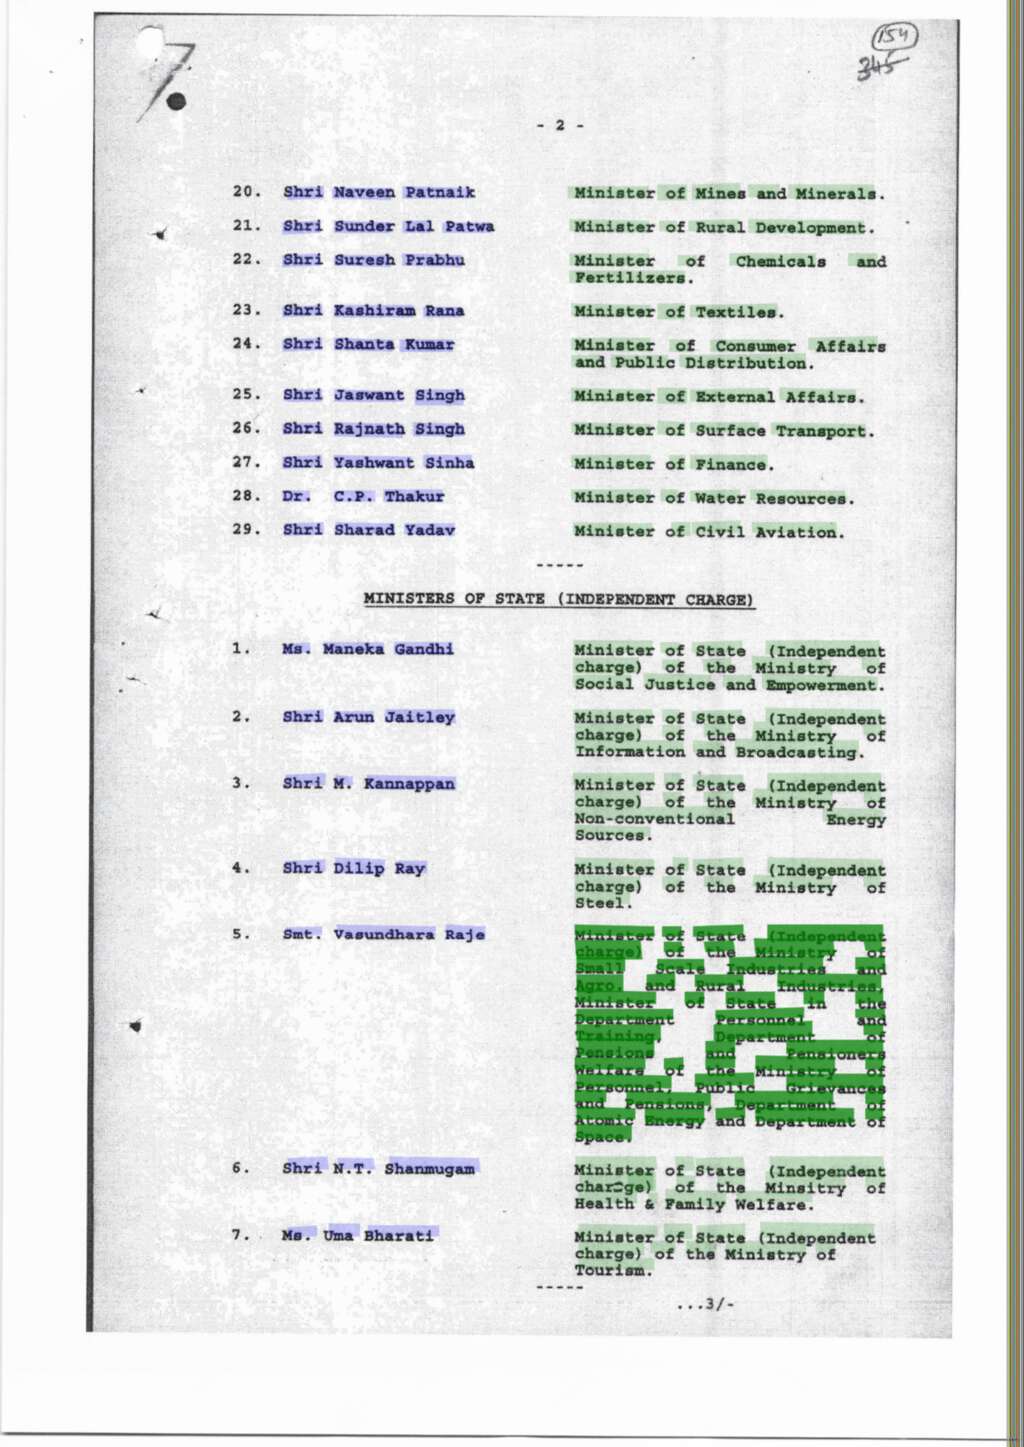 154
345
- 2 -
20. Shri Naveen Patnaik Minister of Mines and Minerals.
21. Shri Sunder Lal Patwa Minister of Rural Development.
22. Shri Suresh Prabhu Minister of Chemicals and
Fertilizers.
23. Shri Kashiram Rana Minister of Textiles.
24. Shri Shanta Kumar Minister of Consumer Affairs
and Public Distribution.
25. Shri Jaswant Singh Minister of External Affairs.
26. Shri Rajnath Singh Minister of Surface Transport.
27. Shri Yashwant Sinha Minister of Finance.
28. Dr. C.P. Thakur Minister of Water Resources.
29. Shri Sharad Yadav Minister of Civil Aviation.
-----
MINISTERS OF STATE (INDEPENDENT CHARGE)
1. Ms. Maneka Gandhi Minister of State (Independent
charge) of the Ministry of
Social Justice and Empowerment.
2. Shri Arun Jaitley Minister of State (Independent
charge) of the Ministry of
Information and Broadcasting.
3. Shri M. Kannappan Minister of State (Independent
charge) of the Ministry of
Non-conventional Energy
Sources.
4. Shri Dilip Ray Minister of State (Independent
charge) of the Ministry of
Steel.
5. Smt. Vasundhara Raje Minister of State (Independent
charge) of the Ministry of
Small Scale Industries and
Agro. and Rural Industries,
Minister of State in the
Department Personnel and
Training, Department of
Pensions and Pensioners
Welfare of the Ministry of
Personnel, Public Grievances
and Pensions, Department of
Atomic Energy and Department of
Space.
6. Shri N.T. Shanmugam Minister of State (Independent
charge) of the Minsitry of
Health & Family Welfare.
7. Ms. Uma Bharati Minister of State (Independent
charge) of the Ministry of
Tourism.
-----
...3/-